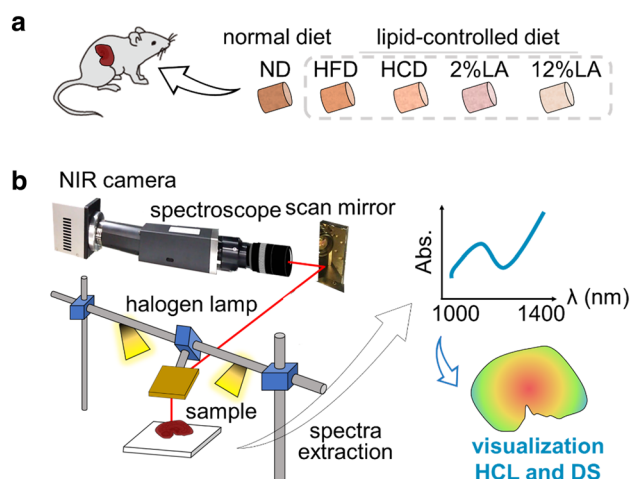 a
normal diet
lipid-controlled diet
ND
HFD
HCD
2%LA
12%LA
b
NIR camera
spectroscope
scan mirror
halogen lamp
sample
spectra
extraction
Abs.
1000
1400
λ (nm)
visualization
HCL and DS